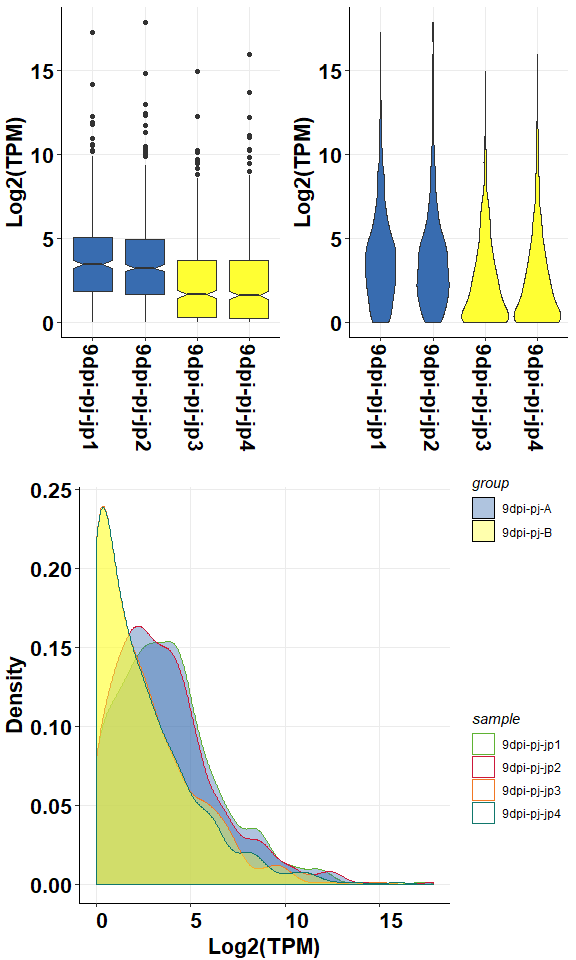 Log2(TPM)
15
10
5
0
9dpi-pj-jp1
9dpi-pj-jp2
9dpi-pj-jp3
9dpi-pj-jp4
Log2(TPM)
15
10
5
0
9dpi-pj-jp1
9dpi-pj-jp2
9dpi-pj-jp3
9dpi-pj-jp4
Density
0.25
0.20
0.15
0.10
0.05
0.00
0 5 10 15
Log2(TPM)
group
9dpi-pj-A
9dpi-pj-B
sample
9dpi-pj-jp1
9dpi-pj-jp2
9dpi-pj-jp3
9dpi-pj-jp4